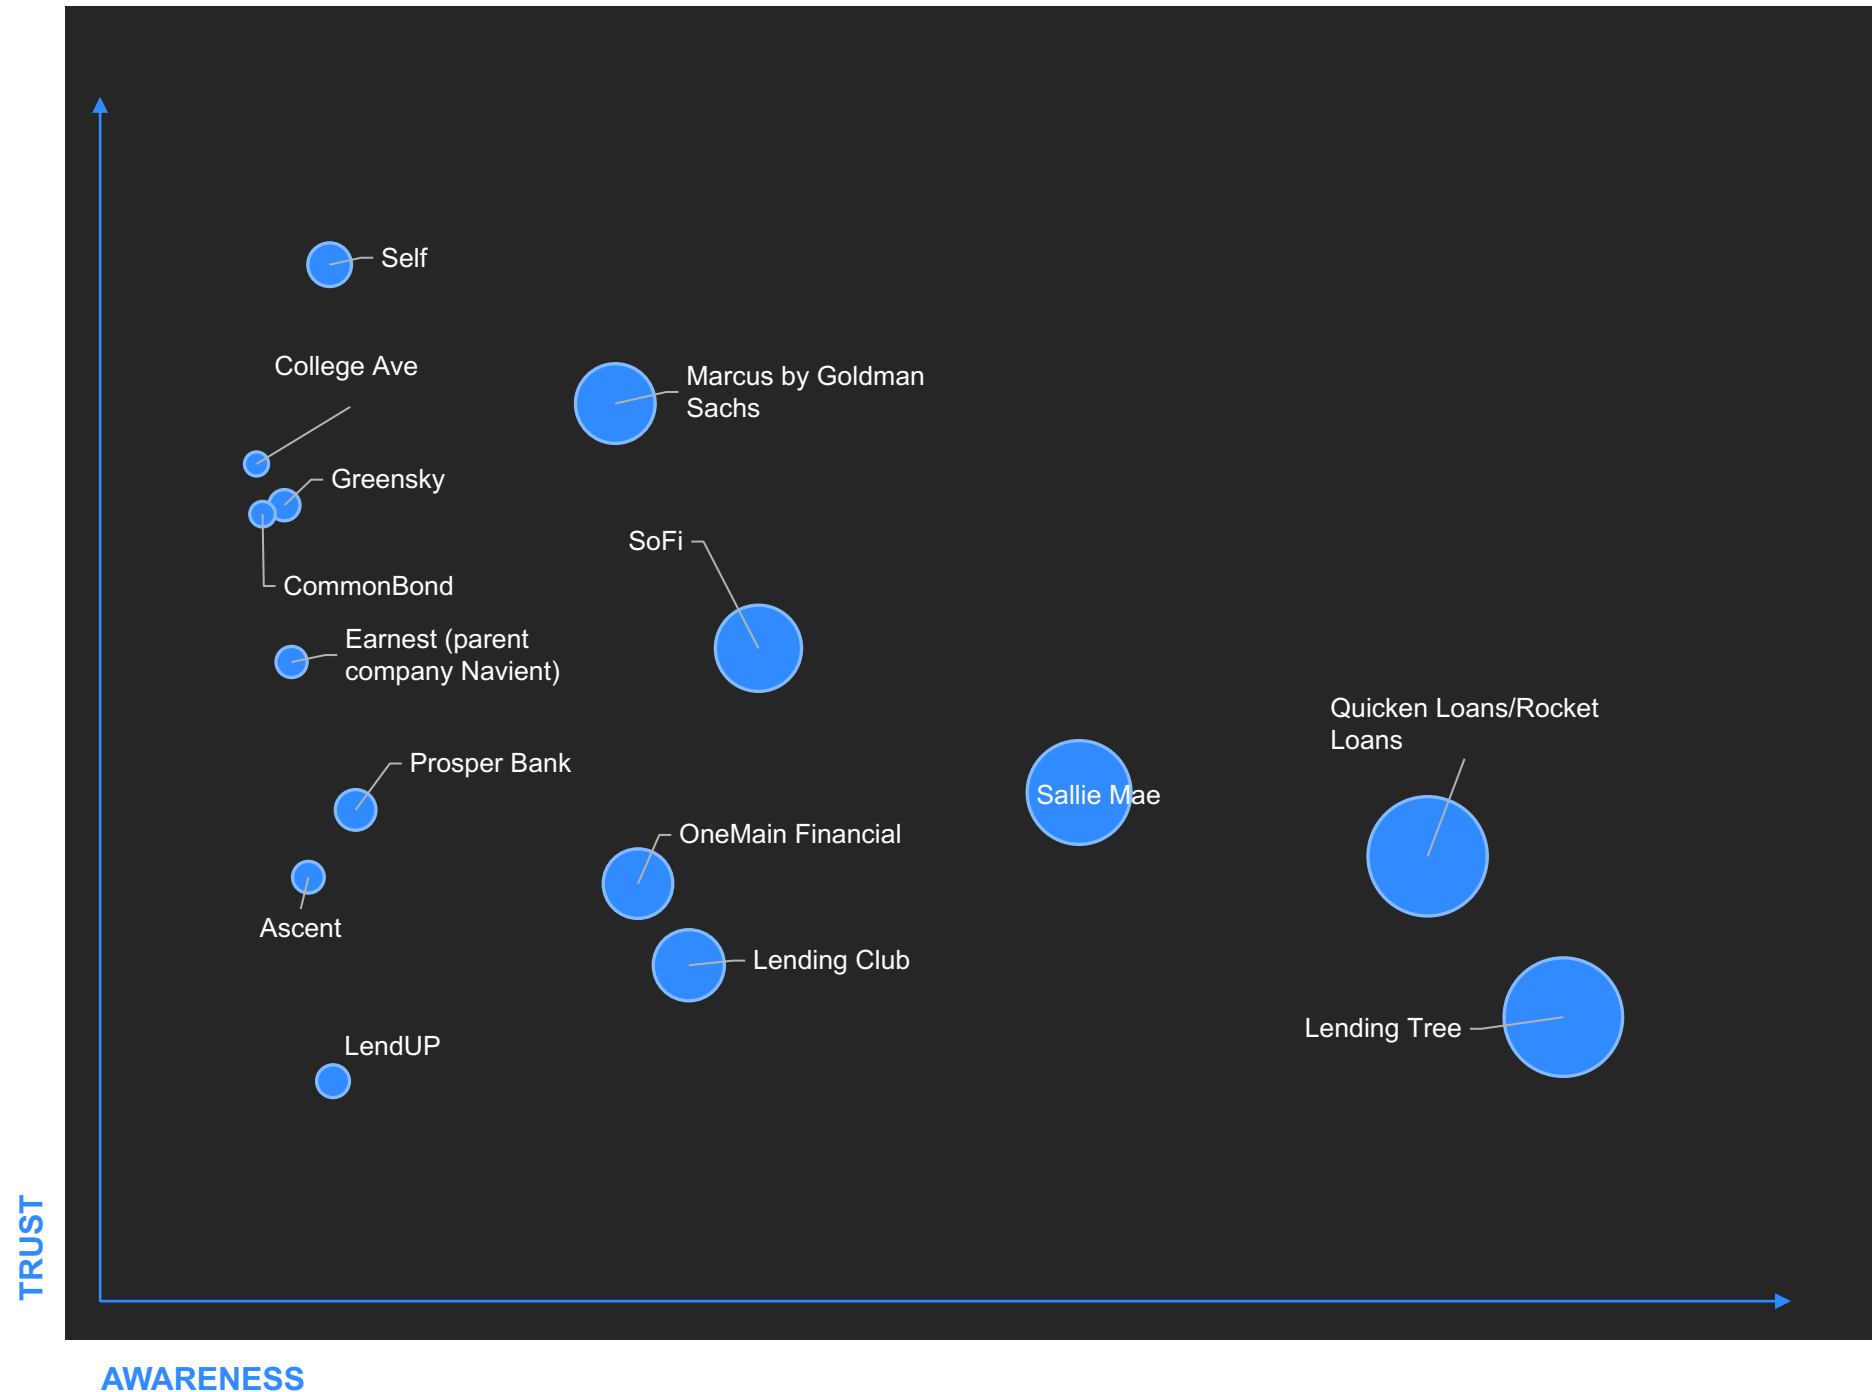 Self
College Ave
Marcus by Goldman
Sachs
Greensky
SoFi
CommonBond
Earnest (parent
company Navient)
Quicken Loans/Rocket
Loans
Prosper Bank
Sallie Mae
OneMain Financial
Ascent
Lending Club
Lending Tree
LendUP
TRUST
AWARENESS